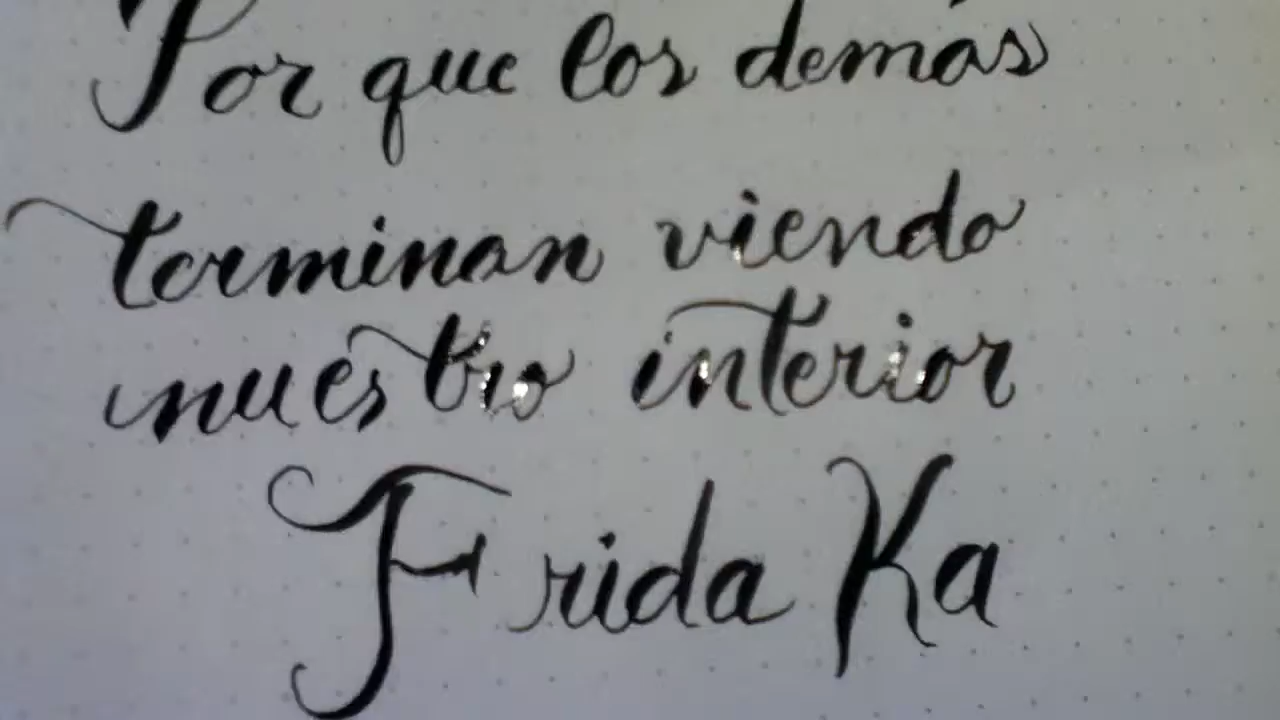 Por que los demás
terminan viendo
nuestro interior
Frida Ka